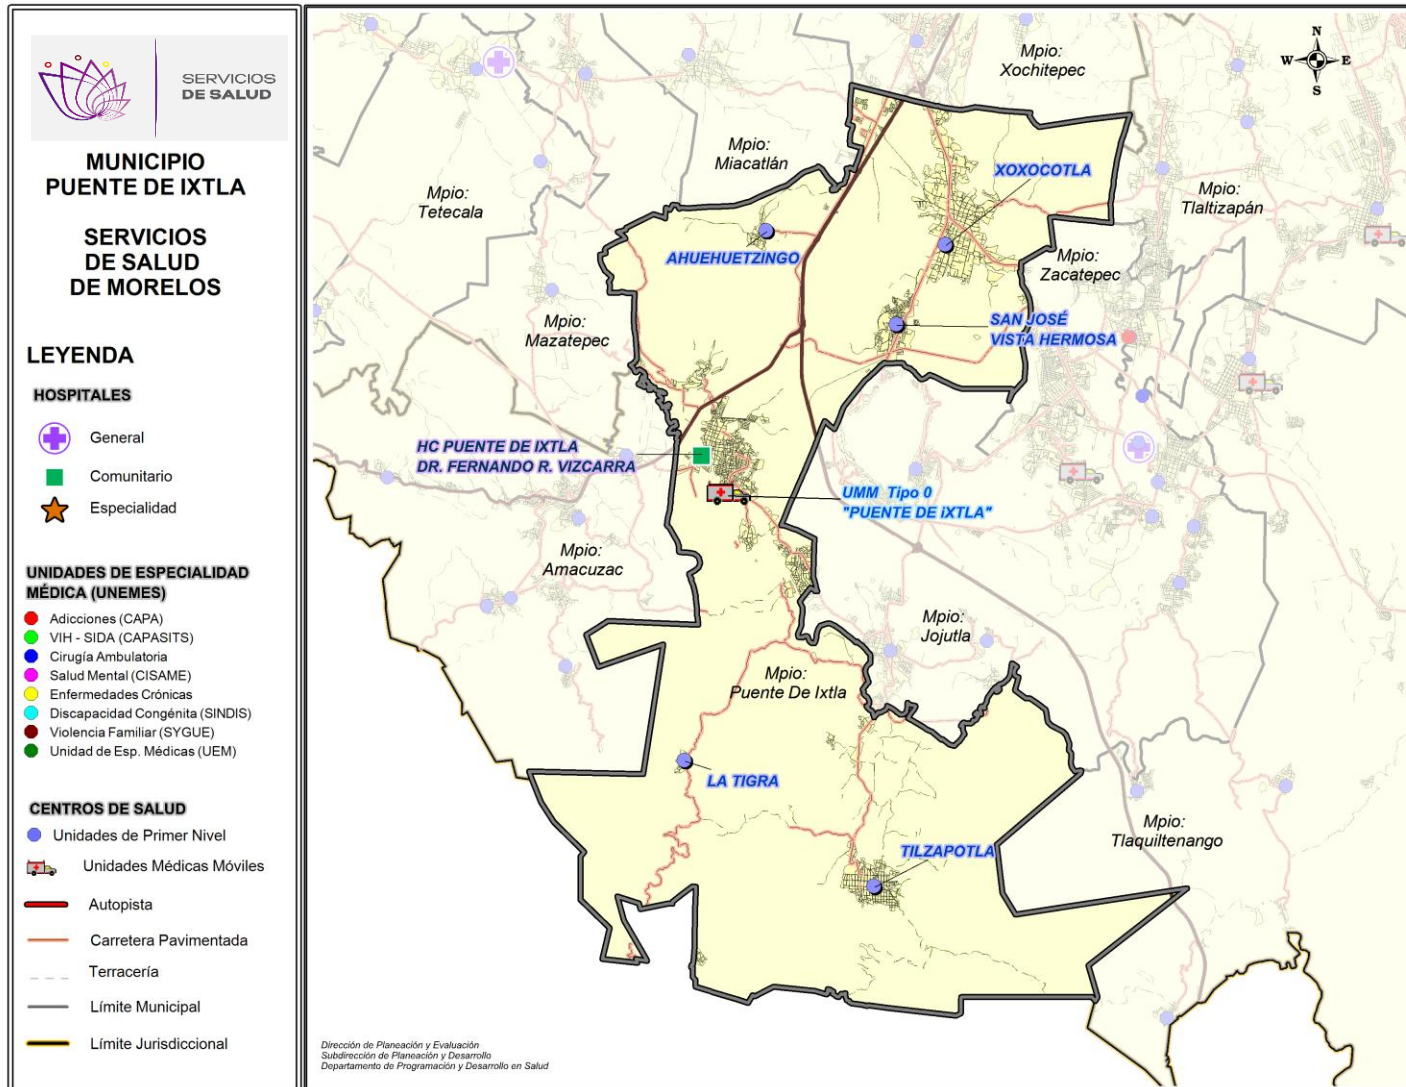 SERVICIOS
DE SALUD
MUNICIPIO
PUENTE DE IXTLA
SERVICIOS
DE SALUD
DE MORELOS
LEYENDA
HOSPITALES
General
Comunitario
Especialidad
UNIDADES DE ESPECIALIDAD
MÉDICA (UNEMES)
Adicciones (CAPA)
VIH - SIDA (CAPASITS)
Cirugía Ambulatoria
Salud Mental (CISAME)
Enfermedades Crónicas
Discapacidad Congénita (SINDIS)
Violencia Familiar (SYGUE)
Unidad de Esp. Médicas (UEM)
CENTROS DE SALUD
Unidades de Primer Nivel
Unidades Médicas Móviles
Autopista
Carretera Pavimentada
Terracería
Límite Municipal
Límite Jurisdiccional
N
W
E
S
Mpio:
Xochitepec
Mpio:
Miacatlán
Mpio:
Tetecala
XOXOCOTLA
Mpio:
Tlaltizapán
AHUEHUETZINGO
Mpio:
Zacatepec
Mpio:
Mazatepec
SAN JOSÉ
VISTA HERMOSA
HC PUENTE DE IXTLA
DR. FERNANDO R. VIZCARRA
UMM Tipo 0
"PUENTE DE iXTLA"
Mpio:
Amacuzac
Mpio:
Jojutla
Mpio:
Puente De Ixtla
LA TIGRA
Mpio:
Tlaquiltenango
TILZAPOTLA
Dirección de Planeación y Evaluación
Subdirección de Planeación y Desarrollo
Departamento de Programación y Desarrollo en Salud